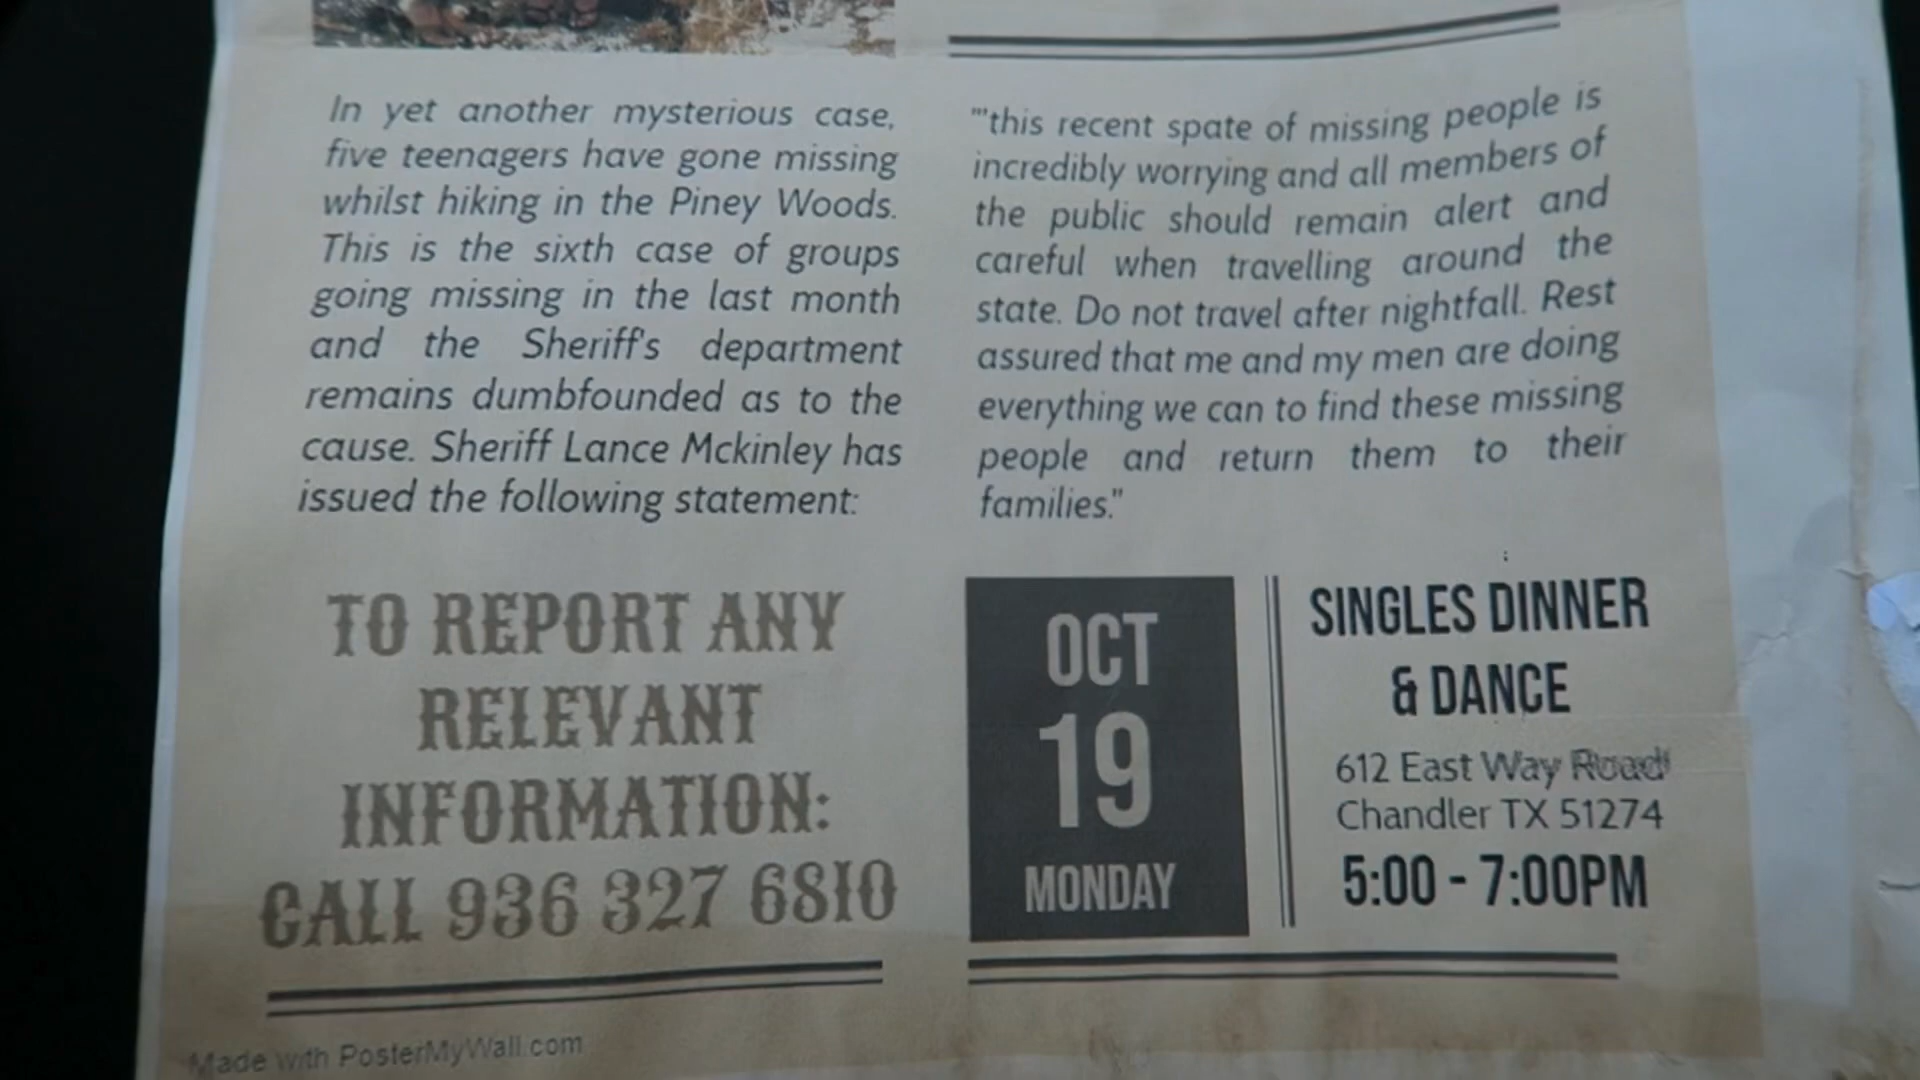 In yet another mysterious case,
five teenagers have gone missing
whilst hiking in the Piney Woods.
This is the sixth case of groups
going missing in the last month
and the Sheriff's department
remains dumbfounded as to the
cause. Sheriff Lance Mckinley has
issued the following statement:
"'this recent spate of missing people is
incredibly worrying and all members of
the public should remain alert and
careful when travelling around the
state. Do not travel after nightfall. Rest
assured that me and my men are doing
everything we can to find these missing
people and return them to their
families."
TO REPORT ANY
RELEVANT
INFORMATION:
CALL 936 327 6810
OCT
19
MONDAY
SINGLES DINNER
& DANCE
612 East Way Road
Chandler TX 51274
5:00 - 7:00PM
Made with PosterMyWall.com